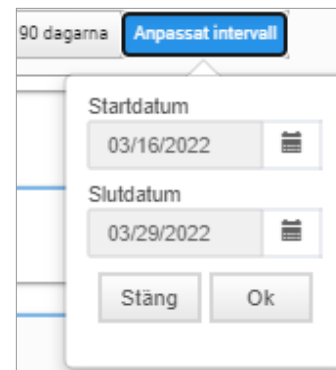 90 dagarna Anpassat intervall
Startdatum
03/16/2022
Slutdatum
03/29/2022
Stäng Ok